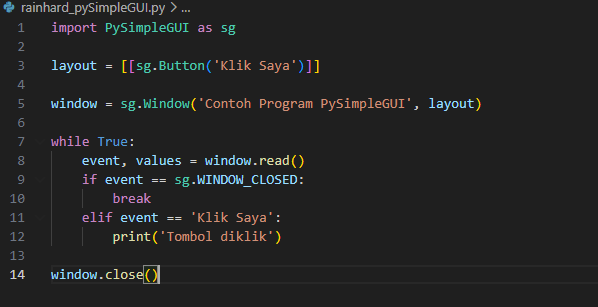 rainhard_pySimpleGUI.py > ...
1 import PySimpleGUI as sg
2
3 layout = [[sg.Button('Klik Saya')]]
4
5 window = sg.Window('Contoh Program PySimpleGUI', layout)
6
7 while True:
8     event, values = window.read()
9     if event == sg.WINDOW_CLOSED:
10         break
11     elif event == 'Klik Saya':
12         print('Tombol diklik')
13
14 window.close()